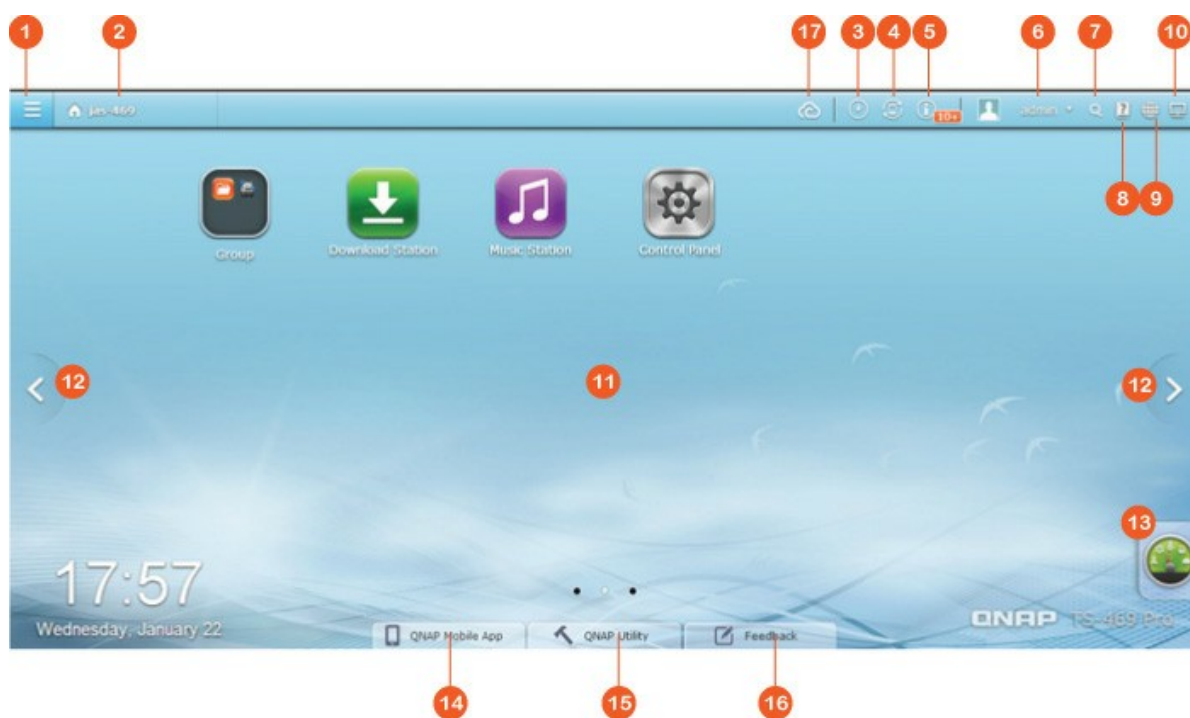 1
2
17
3
4
5
6
7
10
jas-469
10+
admin
8
9
Group
Download Station
Music Station
Control Panel
12
11
12
13
17:57
Wednesday, January 22
QNAP TS-469 Pro
QNAP Mobile App
QNAP Utility
Feedback
14
15
16